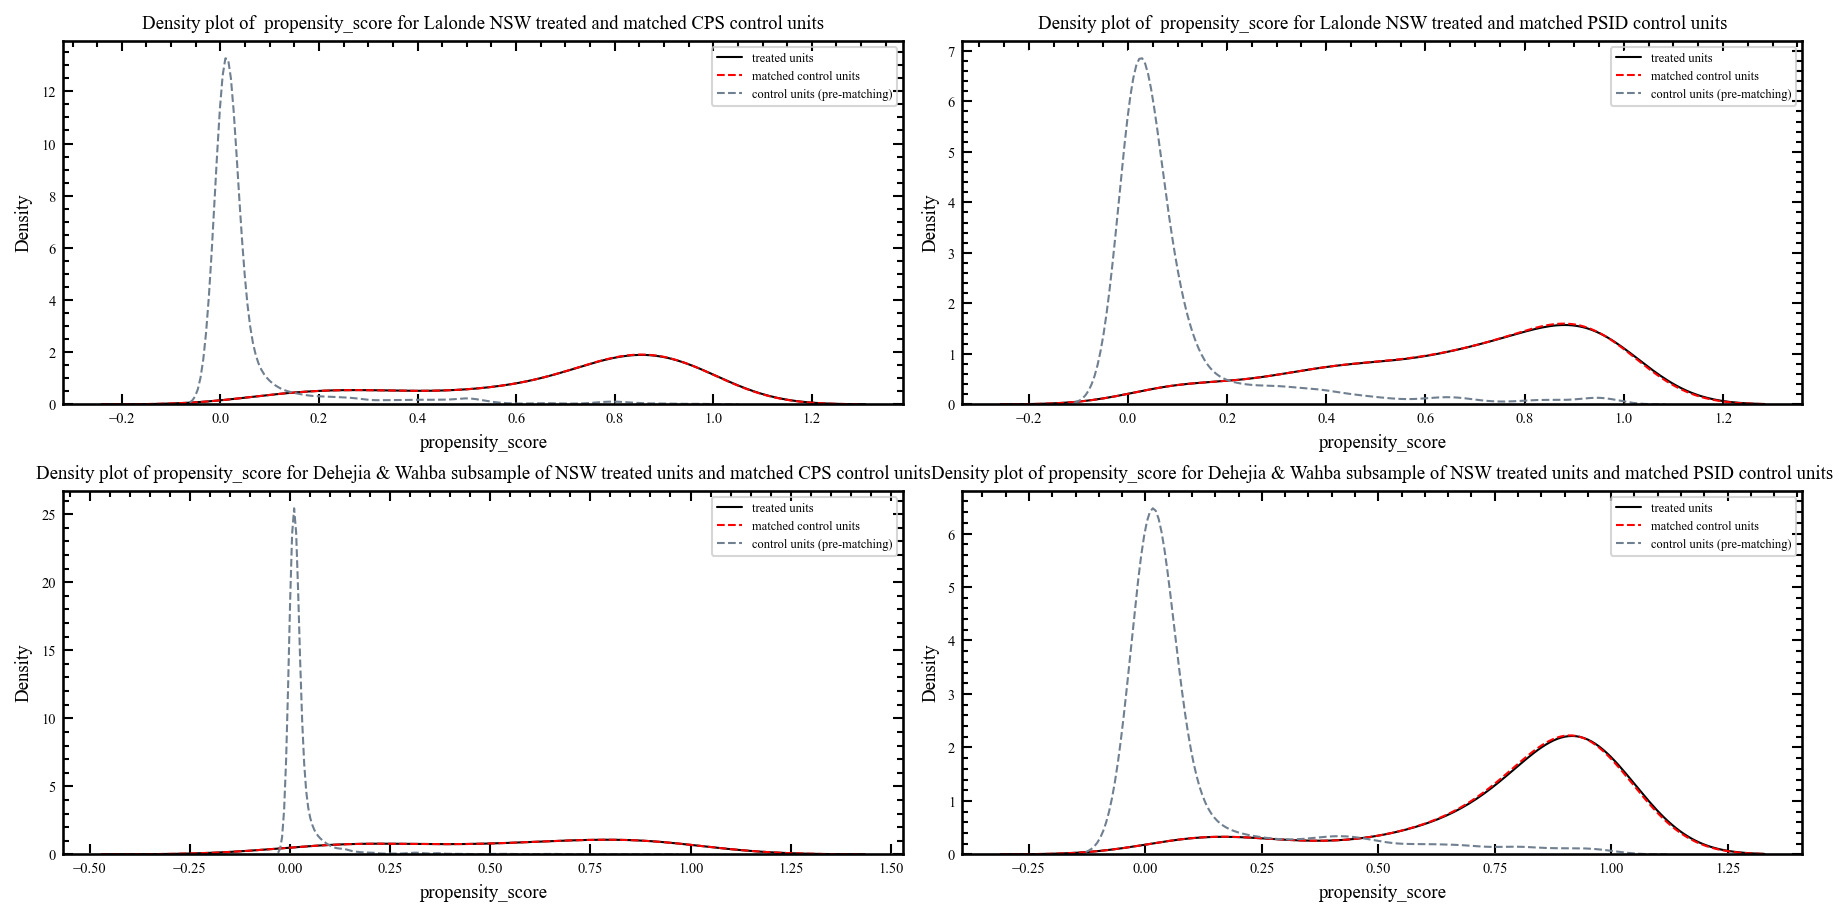 Density plot of  propensity_score for Lalonde NSW treated and matched CPS control units
Density
12
10
8
6
4
2
0
treated units
matched control units
control units (pre-matching)
−0.2 0.0 0.2 0.4 0.6 0.8 1.0 1.2
propensity_score
Density plot of  propensity_score for Lalonde NSW treated and matched PSID control units
Density
7
6
5
4
3
2
1
0
treated units
matched control units
control units (pre-matching)
−0.2 0.0 0.2 0.4 0.6 0.8 1.0 1.2
propensity_score
Density plot of propensity_score for Dehejia & Wahba subsample of NSW treated units and matched CPS control units
Density
25
20
15
10
5
0
treated units
matched control units
control units (pre-matching)
−0.50 −0.25 0.00 0.25 0.50 0.75 1.00 1.25 1.50
propensity_score
Density plot of propensity_score for Dehejia & Wahba subsample of NSW treated units and matched PSID control units
Density
6
5
4
3
2
1
0
treated units
matched control units
control units (pre-matching)
−0.25 0.00 0.25 0.50 0.75 1.00 1.25
propensity_score